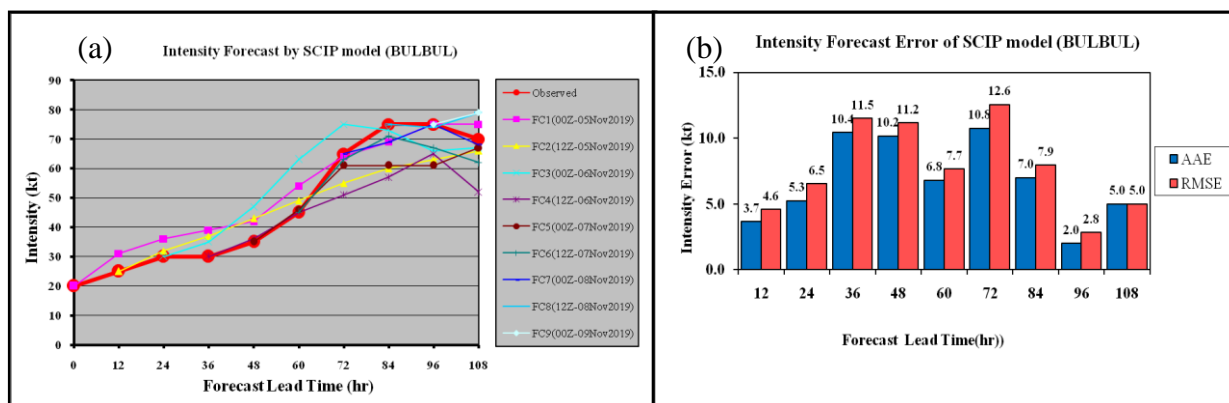 (a)
Intensity Forecast by SCIP model (BULBUL)
90
80
70
60
50
40
30
20
10
0
Intensity (kt)
0 12 24 36 48 60 72 84 96 108
Forecast Lead Time (hr)
Observed
FC1(00Z-05Nov2019)
FC2(12Z-05Nov2019)
FC3(00Z-06Nov2019)
FC4(12Z-06Nov2019)
FC5(00Z-07Nov2019)
FC6(12Z-07Nov2019)
FC7(00Z-08Nov2019)
FC8(12Z-08Nov2019)
FC9(00Z-09Nov2019)
(b)
Intensity Forecast Error of SCIP model (BULBUL)
15.0
10.0
5.0
0.0
Intensity Error (kt)
3.7 4.6 5.3 6.5 10.4 11.5 10.2 11.2 6.8 7.7 10.8 12.6 7.0 7.9 2.0 2.8 5.0 5.0
12 24 36 48 60 72 84 96 108
Forecast Lead Time(hr))
AAE
RMSE